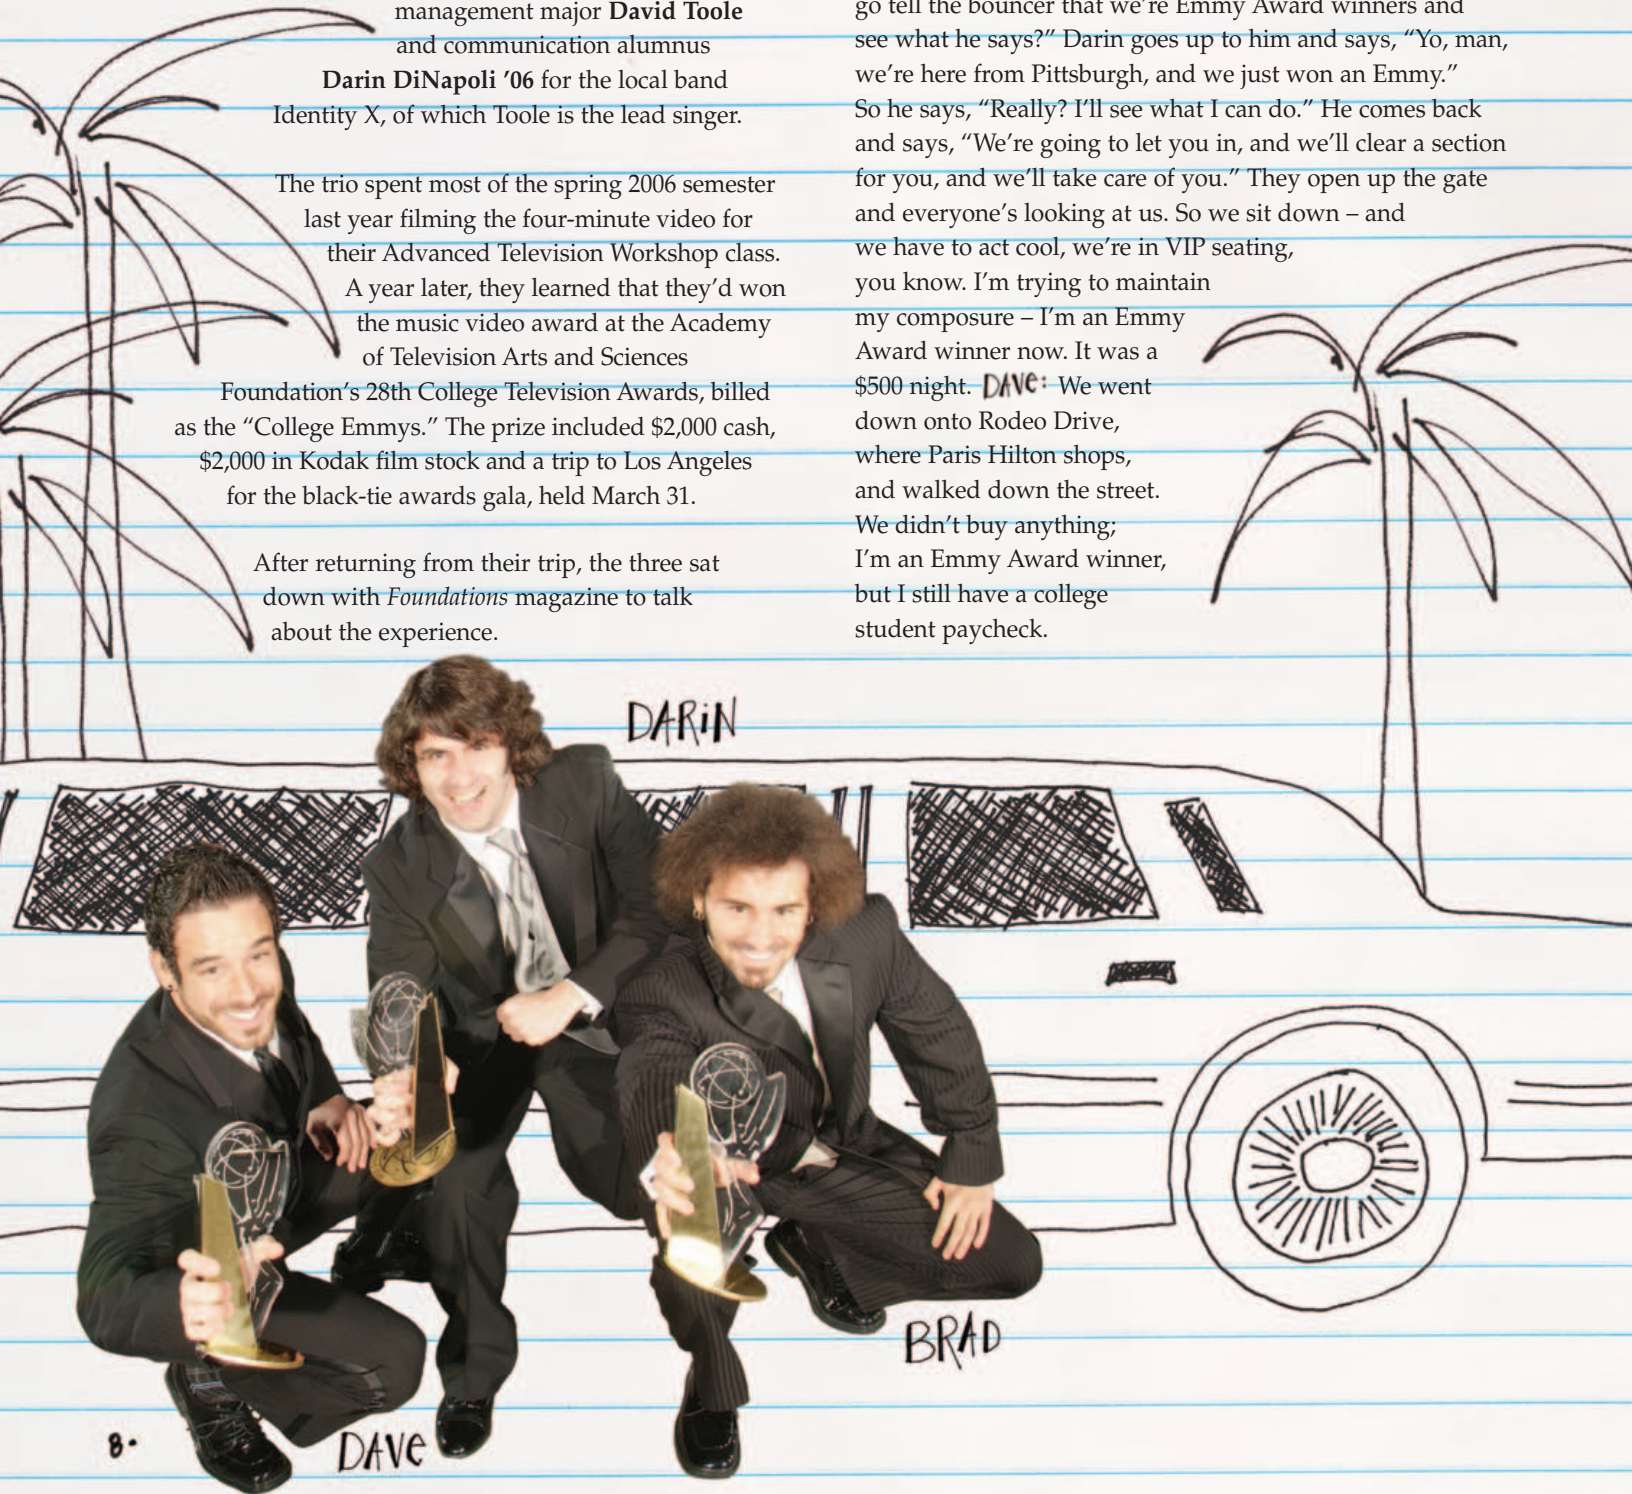 management major David Toole
and communication alumnus
Darin DiNapoli ’06 for the local band
Identity X, of which Toole is the lead singer.
The trio spent most of the spring 2006 semester
last year filming the four-minute video for
their Advanced Television Workshop class.
A year later, they learned that they’d won
the music video award at the Academy
of Television Arts and Sciences
Foundation’s 28th College Television Awards, billed
as the “College Emmys.” The prize included $2,000 cash,
$2,000 in Kodak film stock and a trip to Los Angeles
for the black-tie awards gala, held March 31.
After returning from their trip, the three sat
down with Foundations magazine to talk
about the experience.
go tell the bouncer that we’re Emmy Award winners and
see what he says?” Darin goes up to him and says, “Yo, man,
we’re here from Pittsburgh, and we just won an Emmy.”
So he says, “Really? I’ll see what I can do.” He comes back
and says, “We’re going to let you in, and we’ll clear a section
for you, and we’ll take care of you.” They open up the gate
and everyone’s looking at us. So we sit down – and
we have to act cool, we’re in VIP seating,
you know. I’m trying to maintain
my composure – I’m an Emmy
Award winner now. It was a
$500 night. DAVE: We went
down onto Rodeo Drive,
where Paris Hilton shops,
and walked down the street.
We didn’t buy anything;
I’m an Emmy Award winner,
but I still have a college
student paycheck.
DARiN
BRAD
DAVE
8•